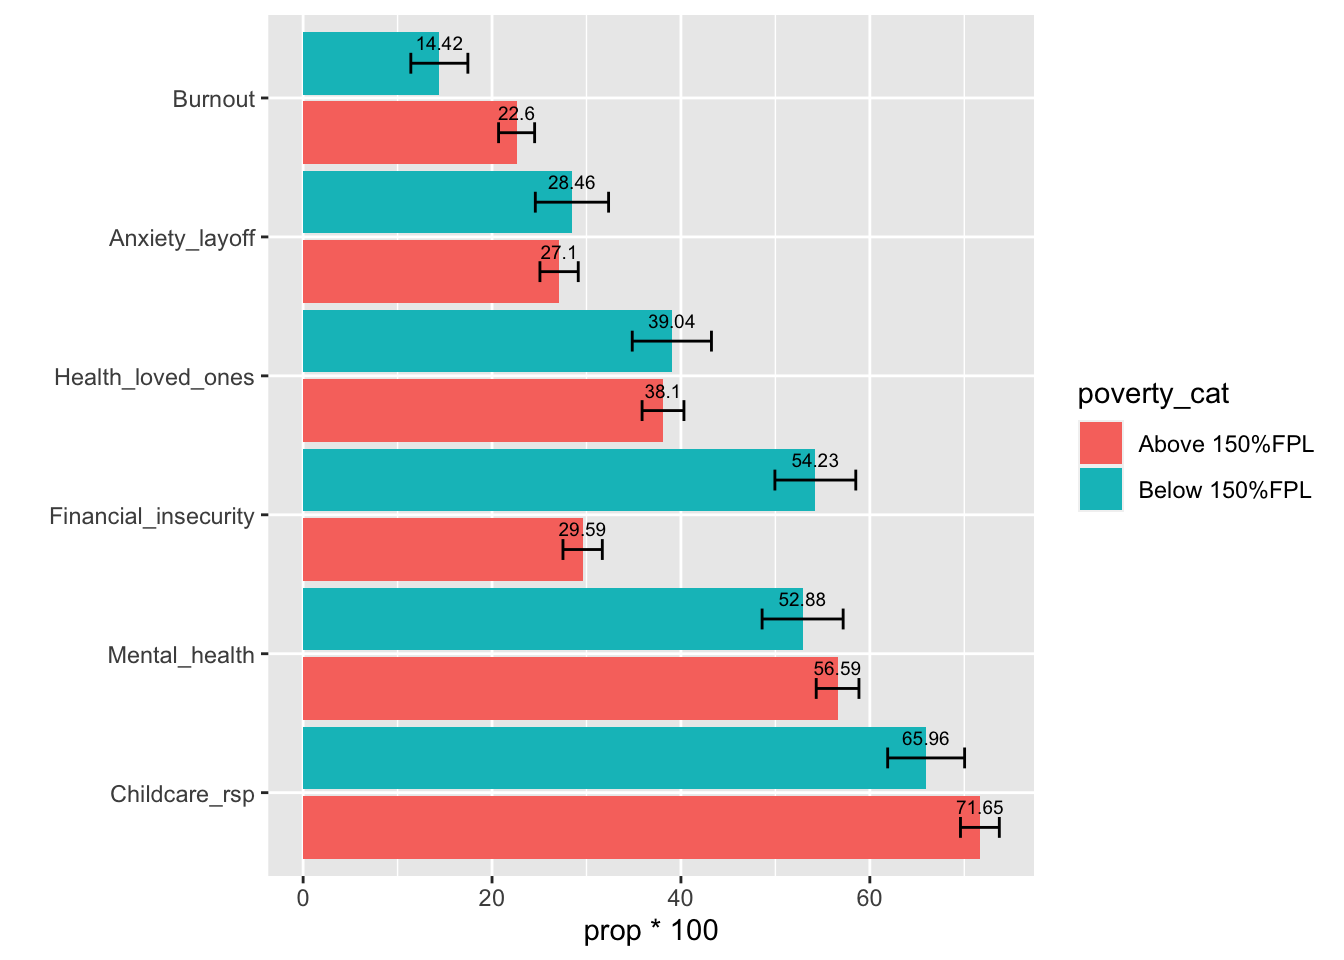 14.42
Burnout
22.6
28.46
Anxiety_layoff
27.1
39.04
Health_loved_ones
38.1
54.23
Financial_insecurity
29.59
52.88
Mental_health
56.59
65.96
Childcare_rsp
71.65
0 20 40 60
prop * 100
poverty_cat
Above 150%FPL
Below 150%FPL